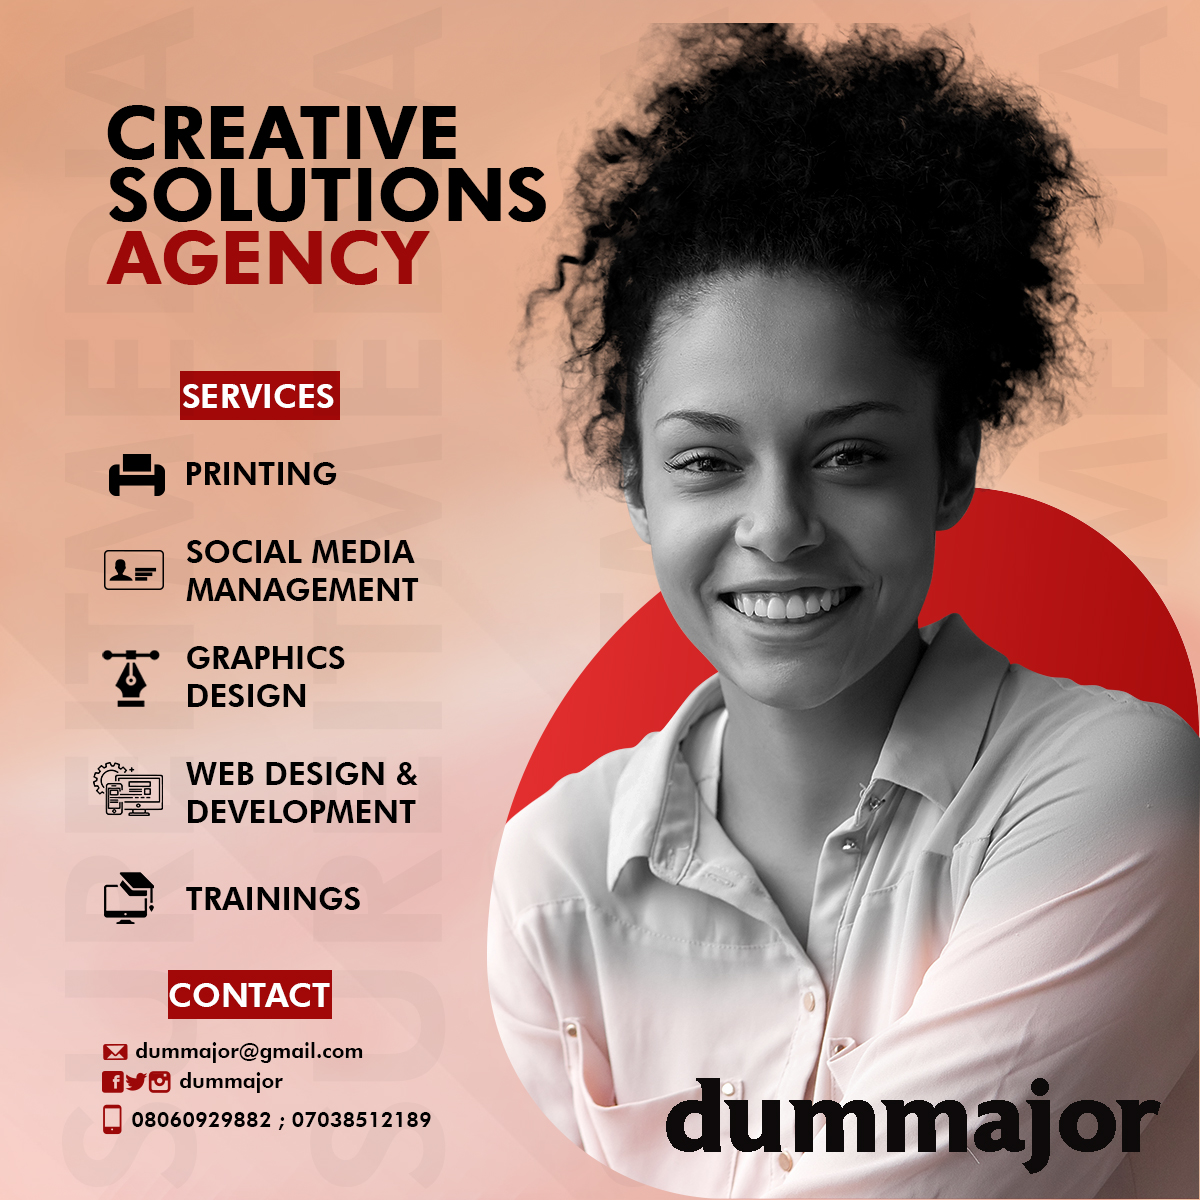 CREATIVE
SOLUTIONS
AGENCY
SERVICES
PRINTING
SOCIAL MEDIA
MANAGEMENT
GRAPHICS
DESIGN
WEB DESIGN &
DEVELOPMENT
TRAININGS
CONTACT
dummajor@gmail.com
dummajor
08060929882 ; 07038512189
dummajor